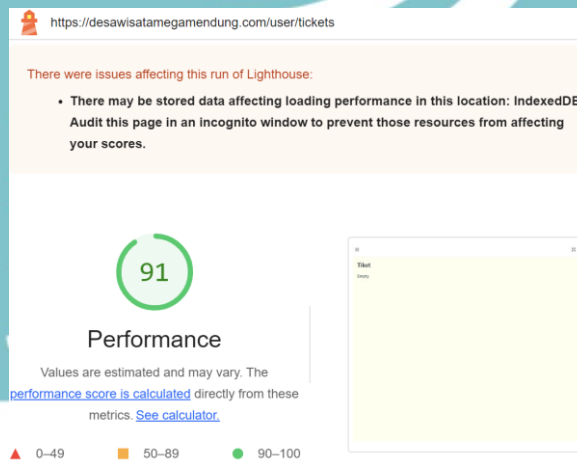 https://desawisatamegamendung.com/user/tickets
There were issues affecting this run of Lighthouse:
• There may be stored data affecting loading performance in this location: IndexedDB
Audit this page in an incognito window to prevent those resources from affecting
your scores.
91
Performance
Values are estimated and may vary. The
performance score is calculated directly from these
metrics. See calculator.
0–49
50–89
90–100
Tiket
Empty